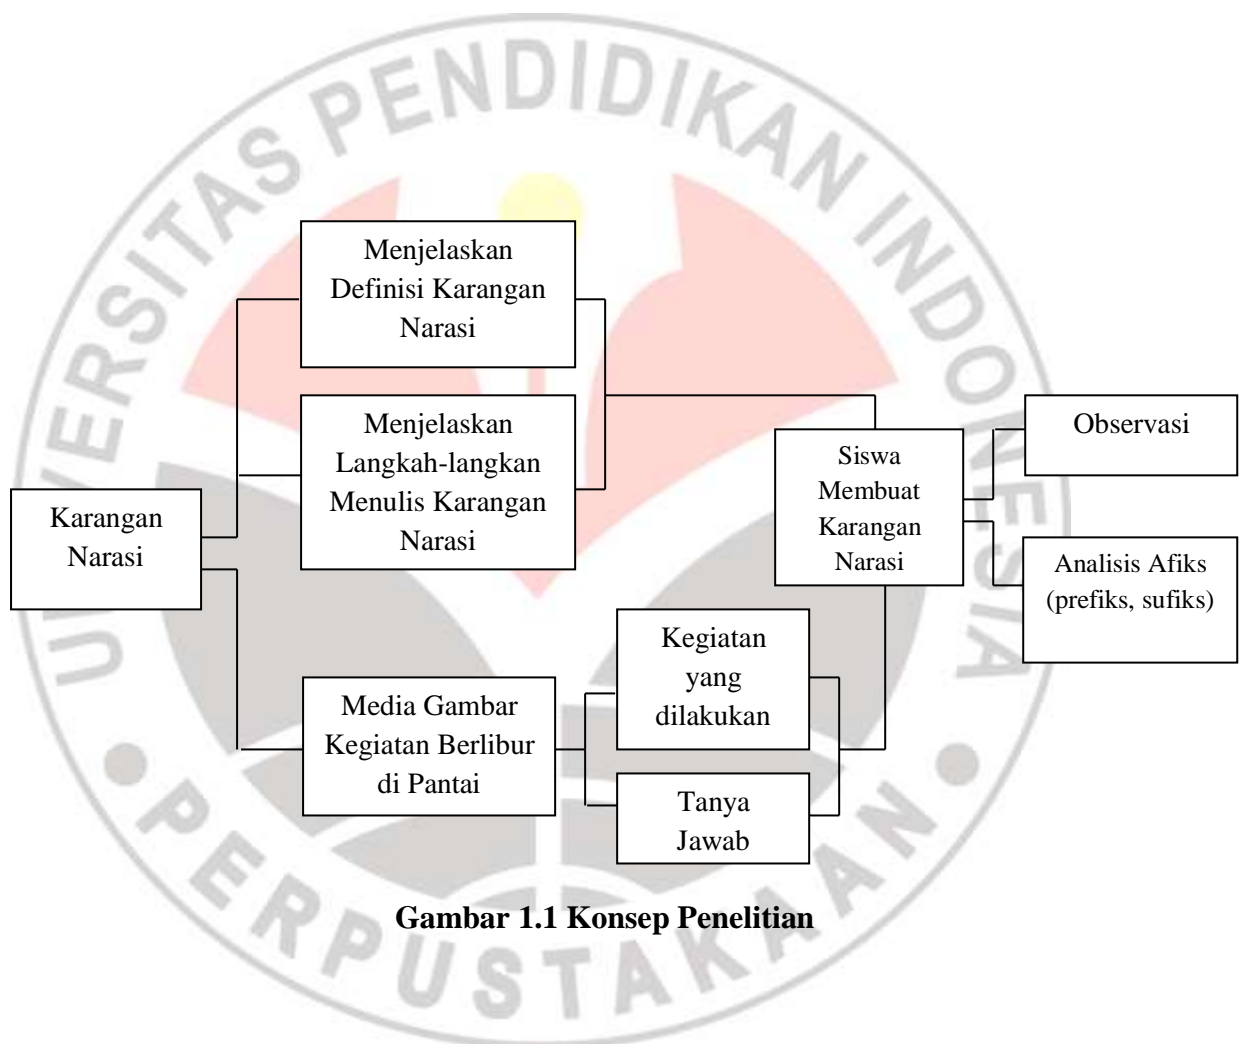 UNIVERSITAS PENDIDIKAN INDONESIA
Menjelaskan
Definisi Karangan
Narasi
Menjelaskan
Langkah-langkan
Menulis Karangan
Narasi
Karangan
Narasi
Media Gambar
Kegiatan Berlibur
di Pantai
Kegiatan
yang
dilakukan
Tanya
Jawab
Siswa
Membuat
Karangan
Narasi
Observasi
Analisis Afiks
(prefiks, sufiks)
Gambar 1.1 Konsep Penelitian
PERPUSTAKAAN